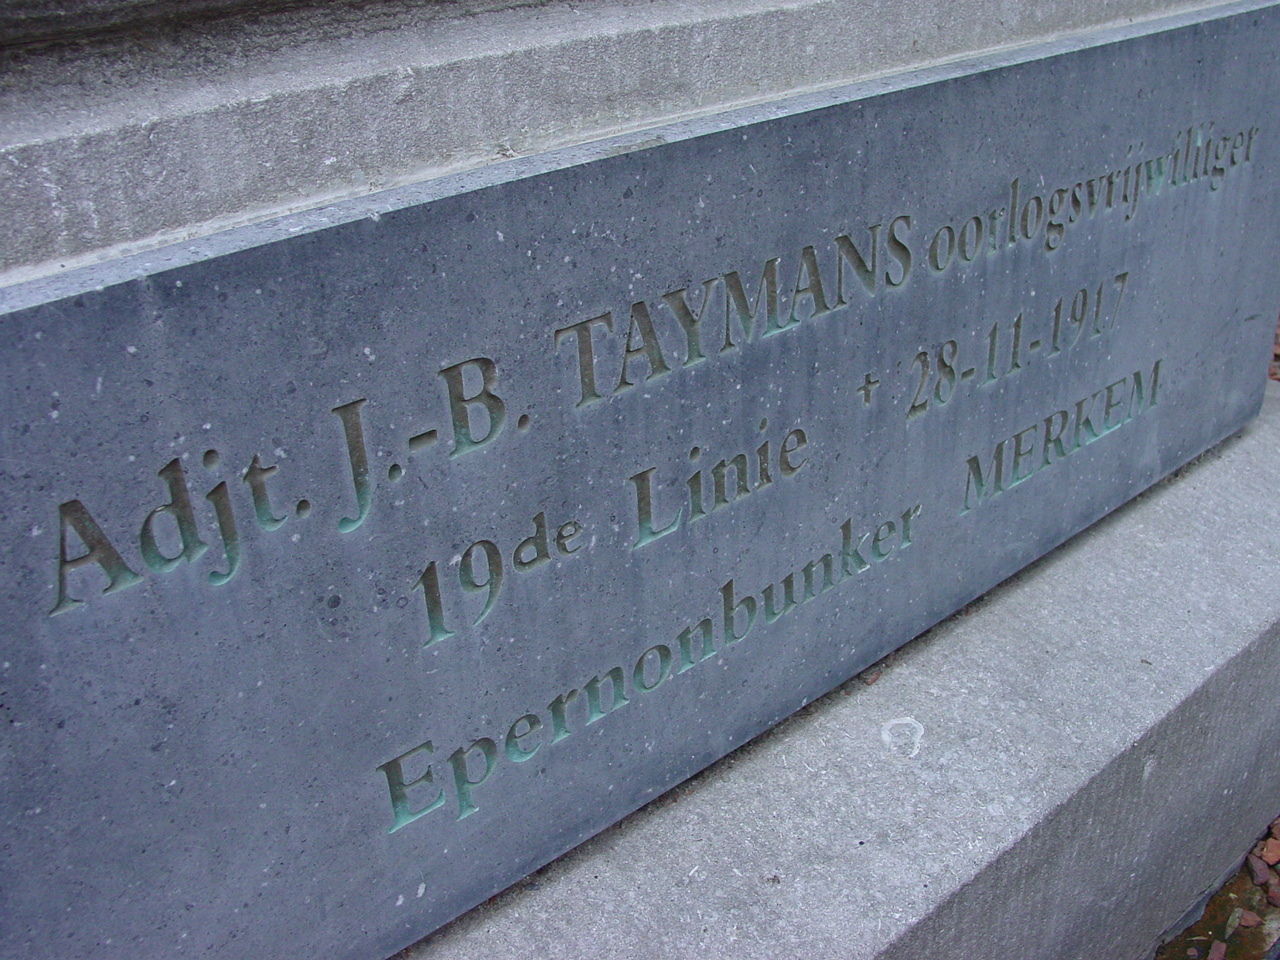 Adjt. J.-B. TAYMANS oorlogsvrijwilliger
19de Linie + 28-11-1917
Epernonbunker MERKEM